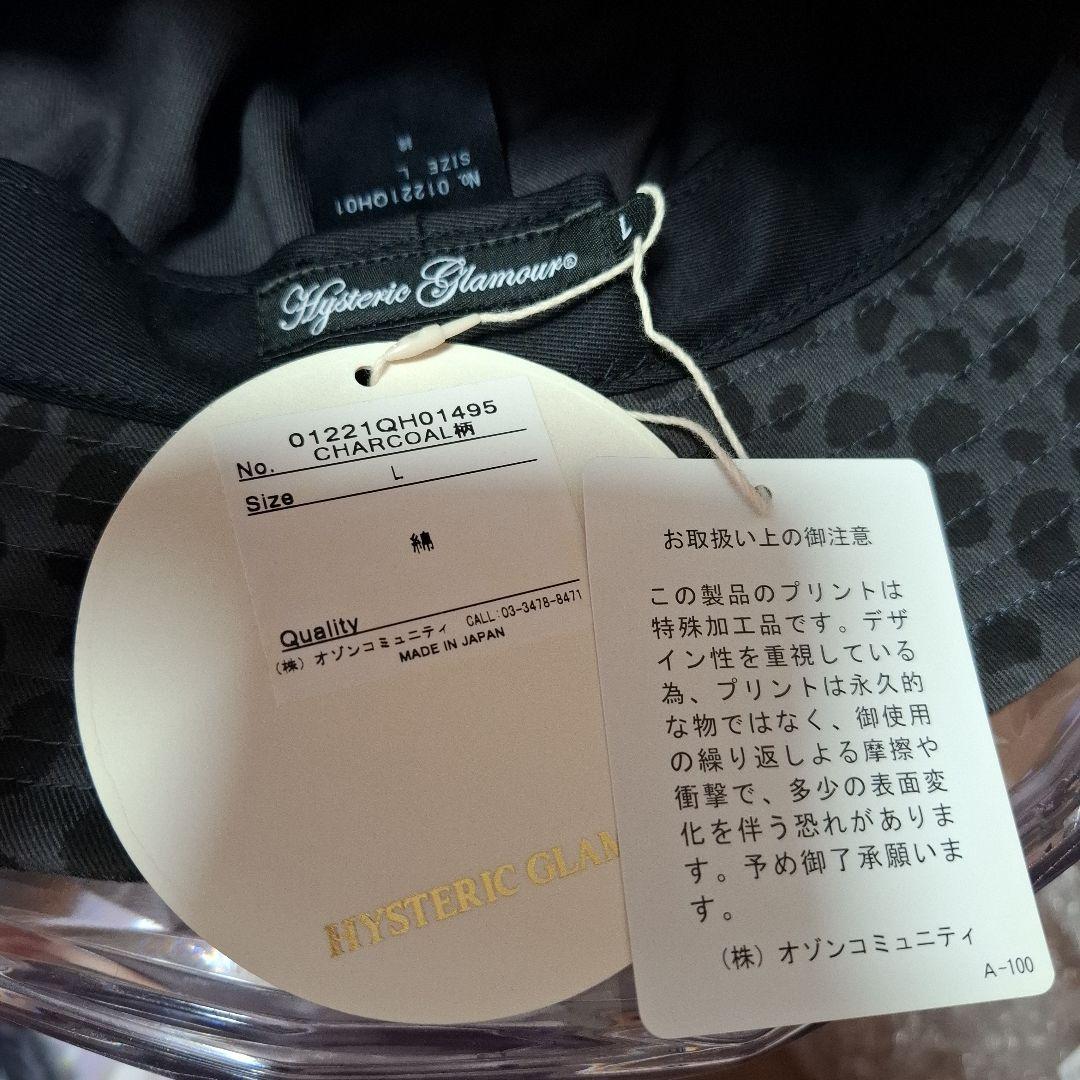 No. 01221QH01
SIZE L
綿
Hysteric Glamour®
L
01221QH01495
No. CHARCOAL柄
Size L
綿
Quality
(株) オゾンコミュニティ CALL:03-3478-8471
MADE IN JAPAN
HYSTERIC GLAM
お取扱い上の御注意
この製品のプリントは
特殊加工品です。デザ
イン性を重視している
為、プリントは永久的
な物ではなく、御使用
の繰り返しよる摩擦や
衝撃で、多少の表面変
化を伴う恐れがありま
す。予め御了承願いま
す。
(株) オゾンコミュニティ
A-100